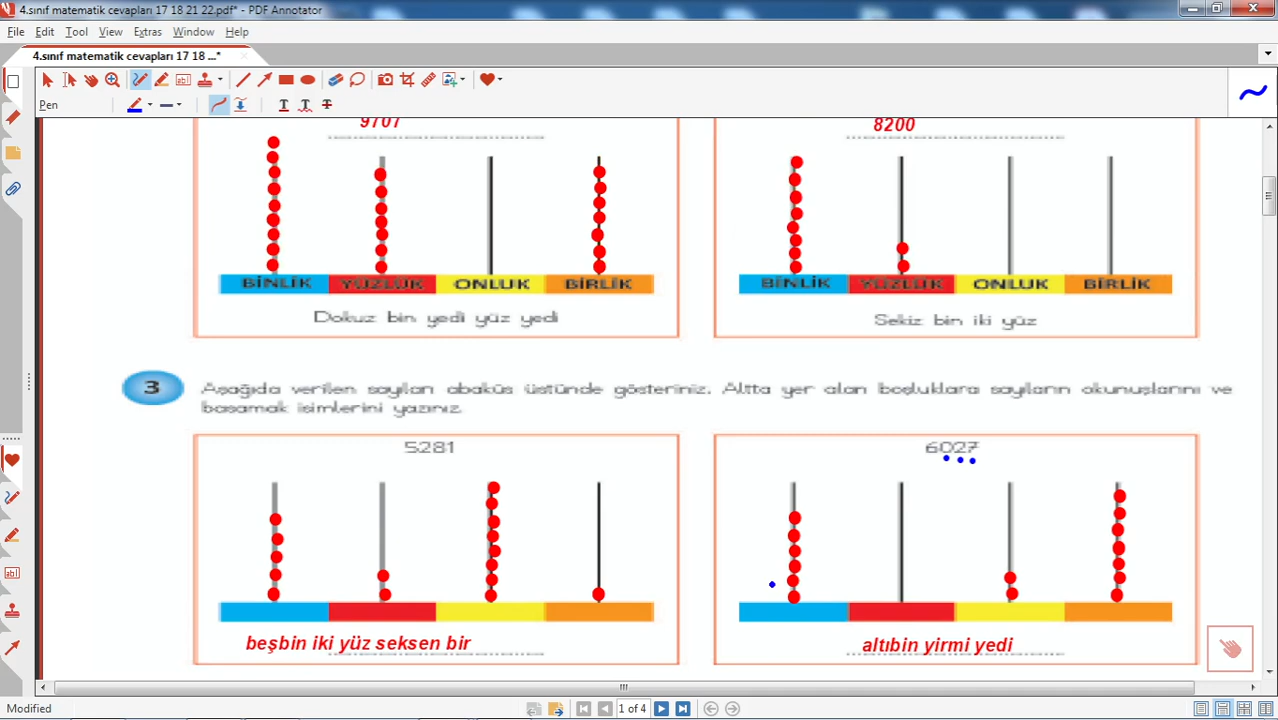 4.sınıf matematik cevapları 17 18 21 22.pdf* - PDF Annotator
File Edit Tool View Extras Window Help
4.sınıf matematik cevapları 17 18 ...*
Pen
9707
8200
BİNLİK YÜZLÜK ONLUK BİRLİK
BİNLİK YÜZLÜK ONLUK BİRLİK
Dokuz bin yedi yüz yedi
Sekiz bin iki yüz
3 Aşağıda verilen sayıları abaküs üstünde gösteriniz. Altta yer alan boşluklara sayıların okunuşlarını ve
basamak isimlerini yazınız.
5281
6027
beşbin iki yüz seksen bir
altıbin yirmi yedi
Modified
1 of 4